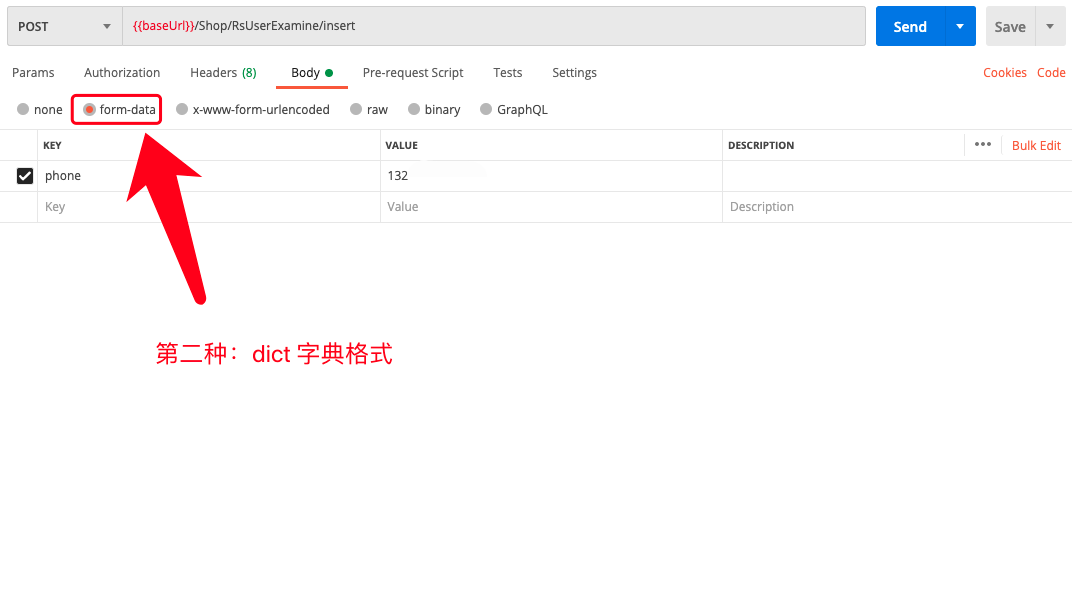 POST {{baseUrl}}/Shop/RsUserExamine/insert Send Save
Params Authorization Headers (8) Body Pre-request Script Tests Settings Cookies Code
none form-data x-www-form-urlencoded raw binary GraphQL
KEY VALUE DESCRIPTION ••• Bulk Edit
phone 132
Key Value Description
第二种：dict 字典格式